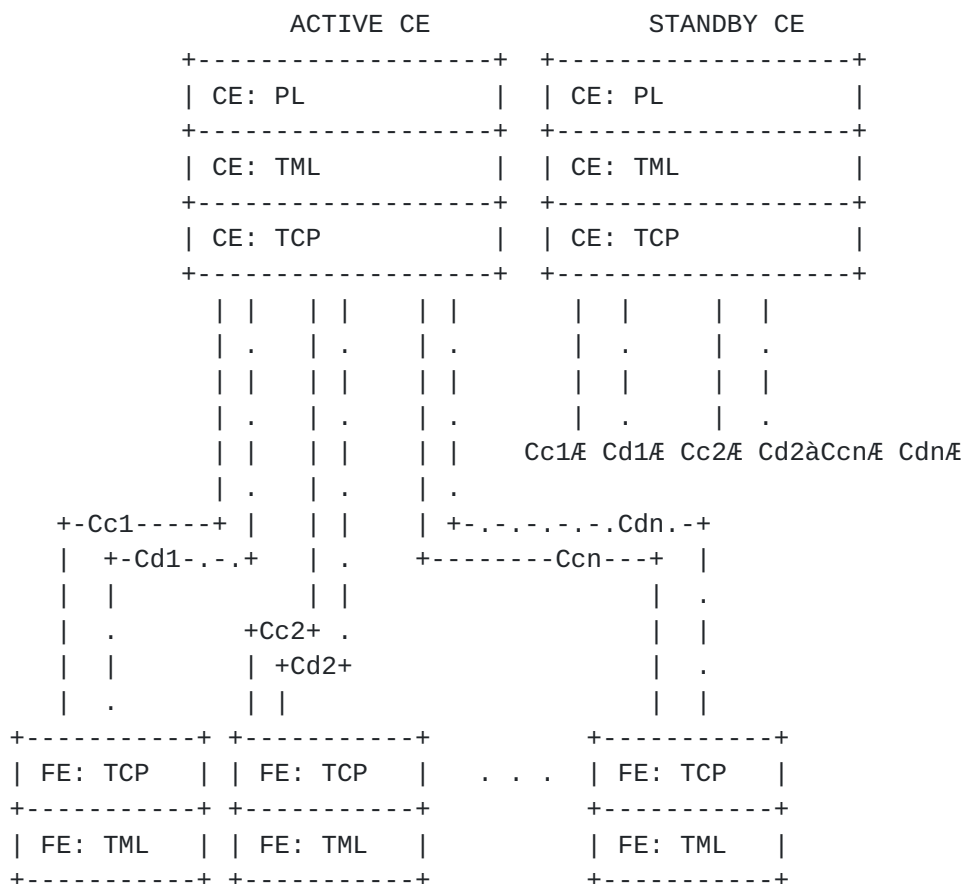 ACTIVE CE STANDBY CE
CE: PL CE: PL
CE: TML CE: TML
CE: TCP CE: TCP
Cc1Æ Cd1Æ Cc2Æ Cd2àCcnÆ CdnÆ
Cc1 Cdn
Cd1 Ccn
Cc2
Cd2
FE: TCP FE: TCP . . . FE: TCP
FE: TML FE: TML FE: TML